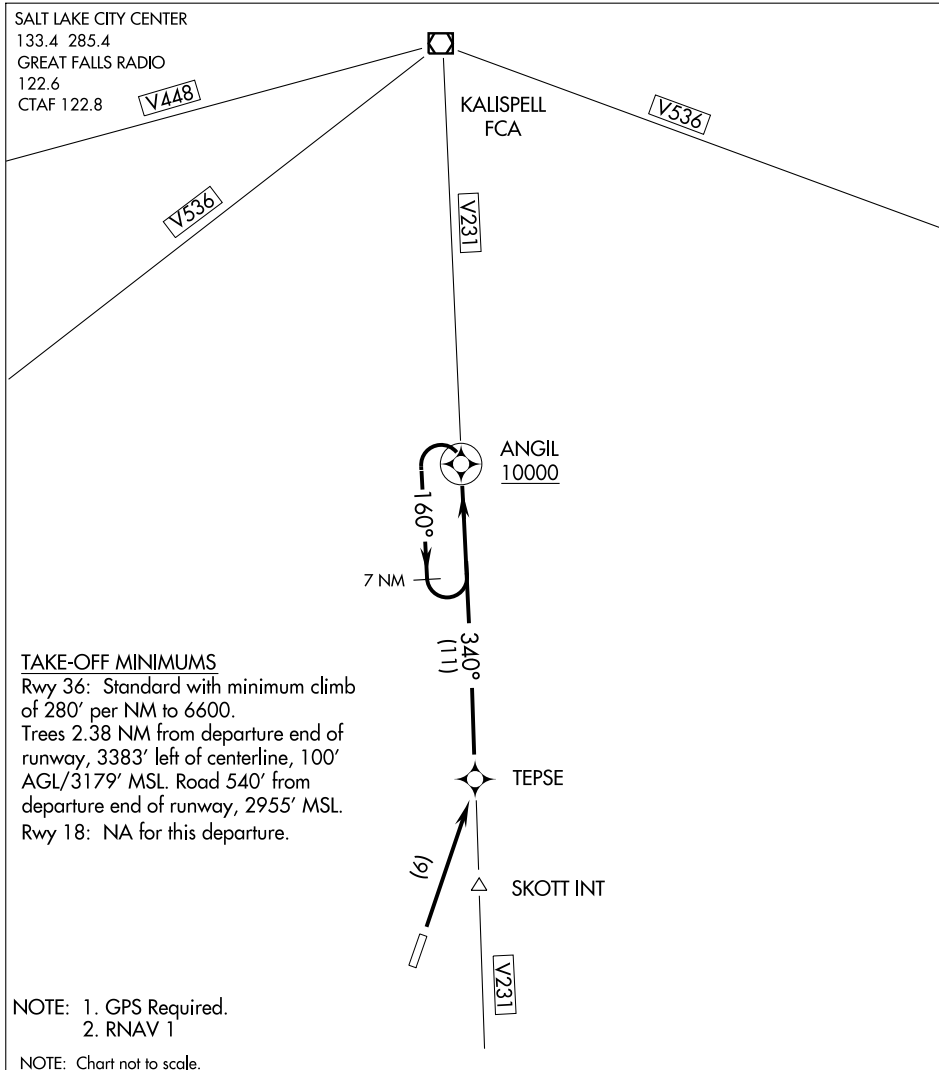 SALT LAKE CITY CENTER
133.4 285.4
GREAT FALLS RADIO
122.6
CTAF 122.8
V448
KALISPELL
FCA
V536
V536
V231
ANGIL
10000
160°
7 NM
340°
(11)
TAKE-OFF MINIMUMS
Rwy 36: Standard with minimum climb
of 280' per NM to 6600.
Trees 2.38 NM from departure end of
runway, 3383' left of centerline, 100'
AGL/3179' MSL. Road 540' from
departure end of runway, 2955' MSL.
Rwy 18: NA for this departure.
TEPSE
(9)
SKOTT INT
V231
NOTE: 1. GPS Required.
2. RNAV 1
NOTE: Chart not to scale.